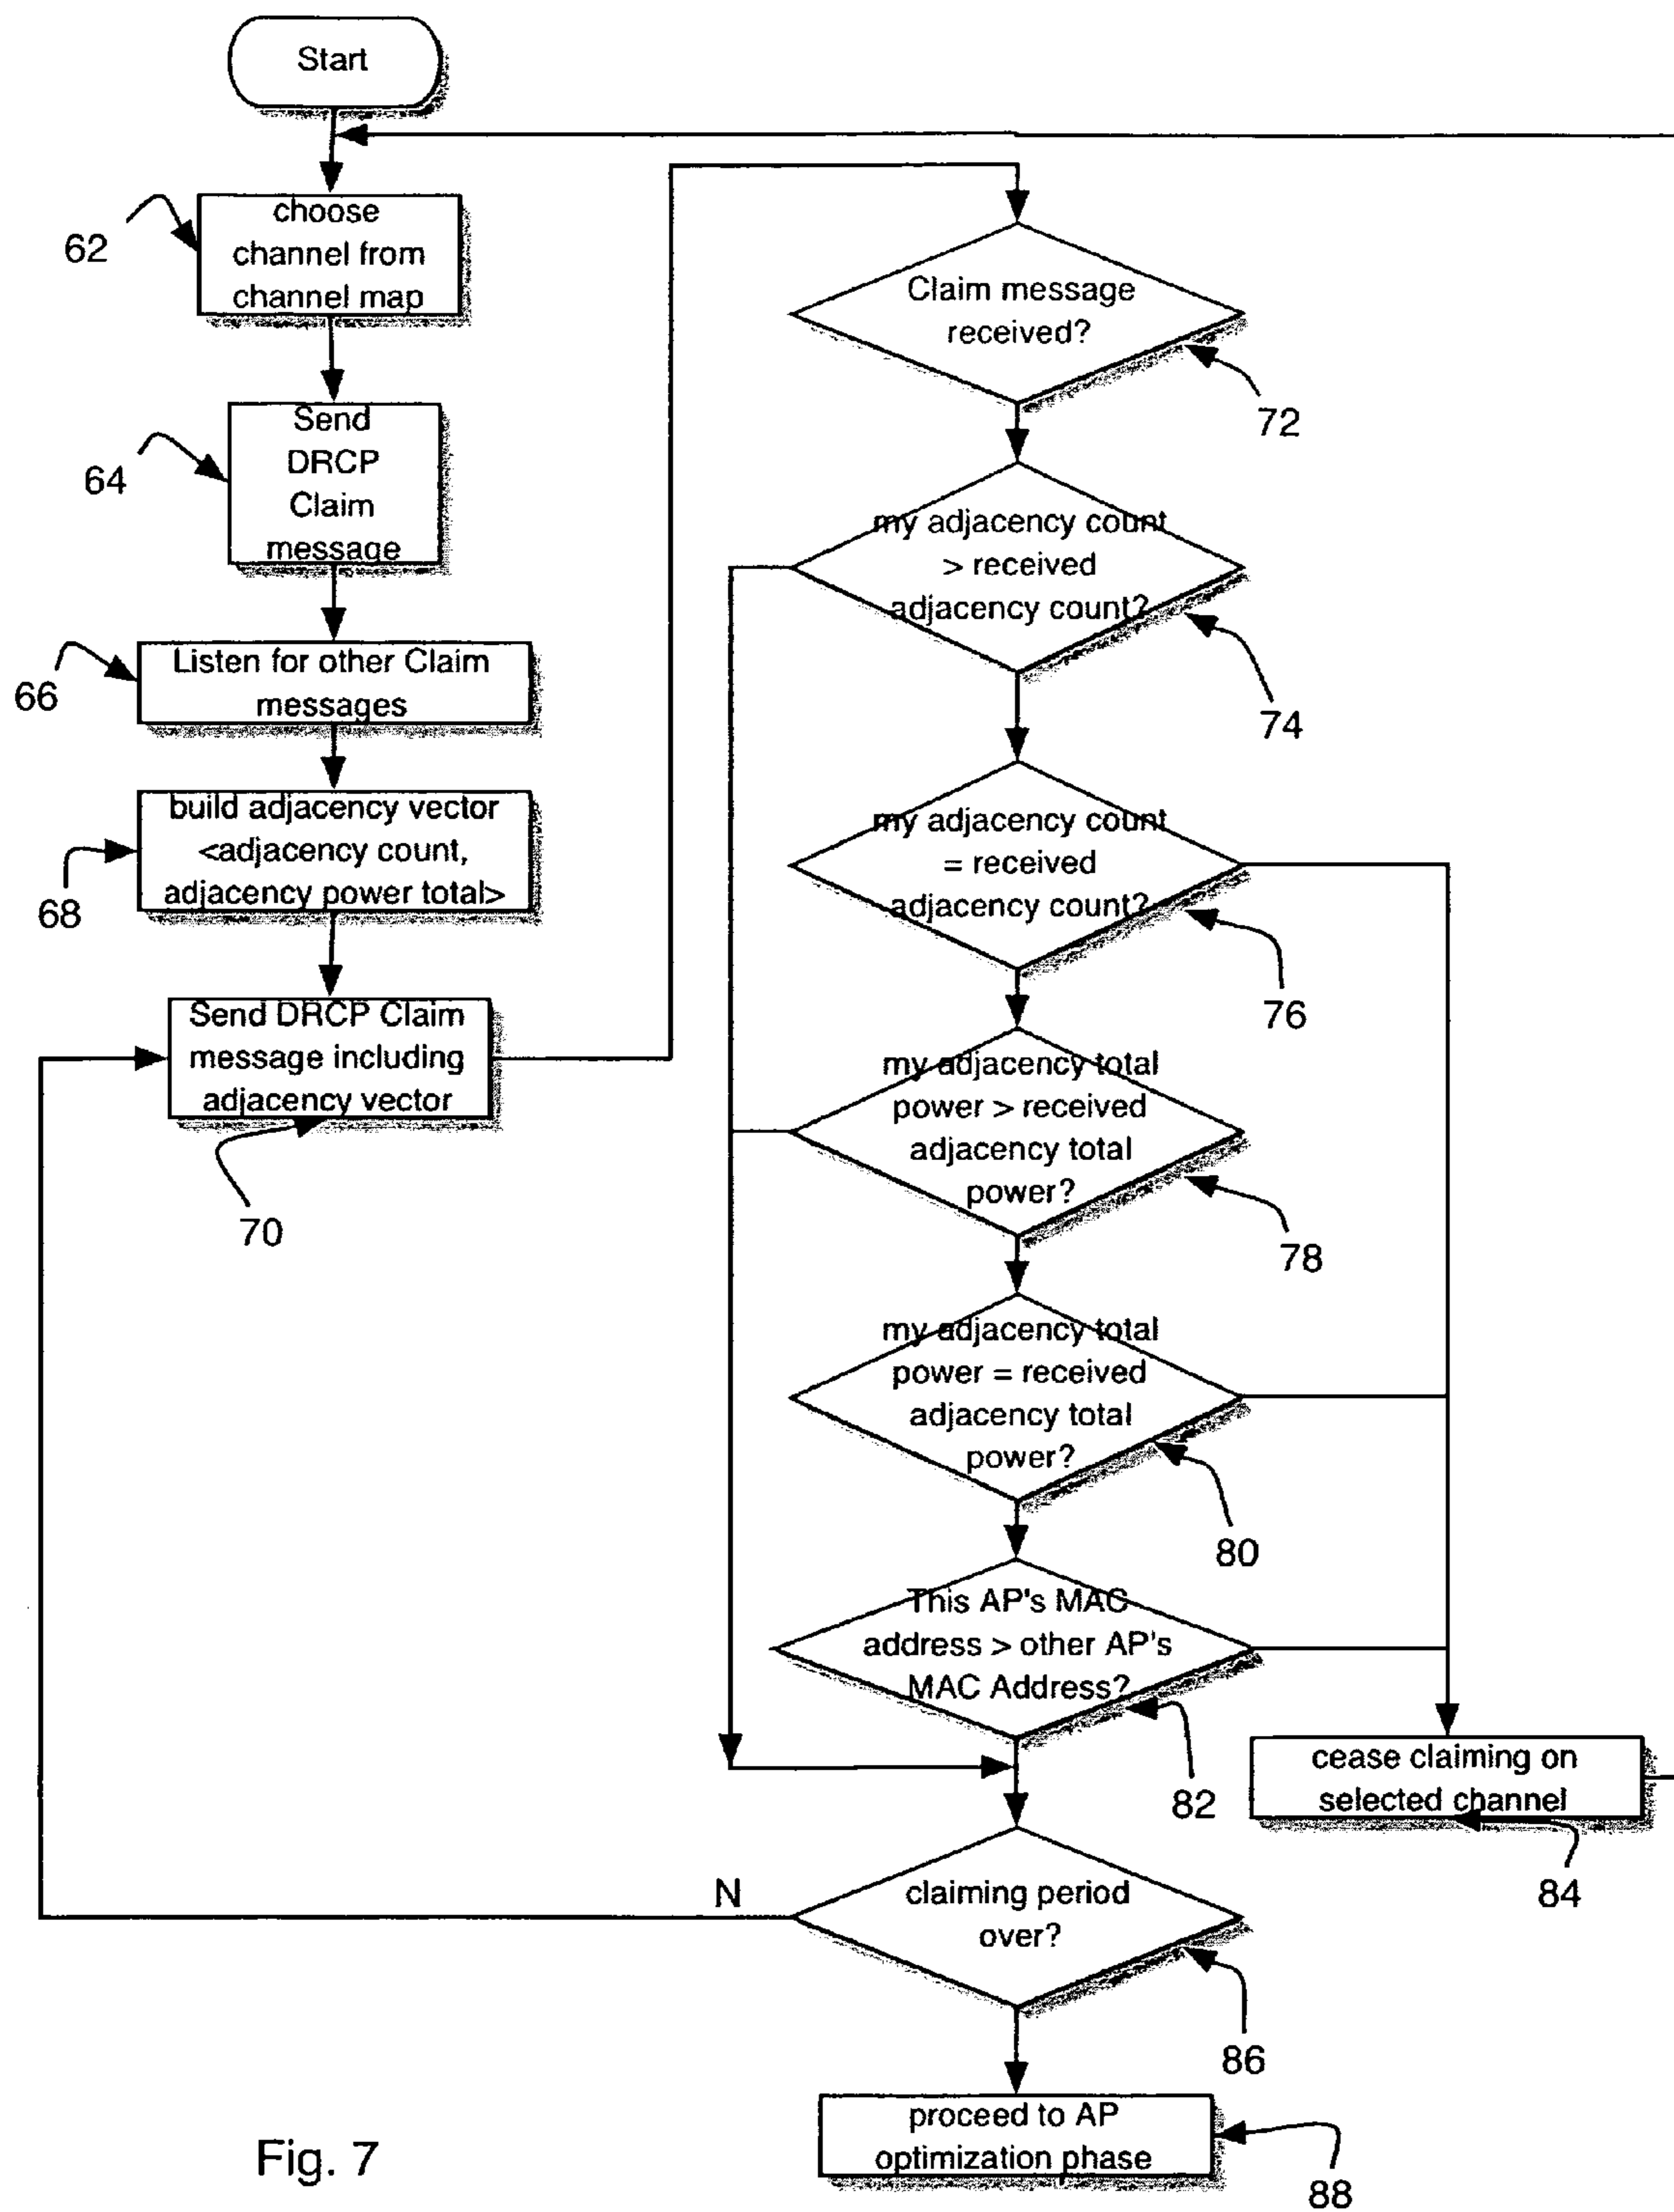 Start
choose
channel from
channel map
62
Send
DRCP
Claim
message
64
Listen for other Claim
messages
66
build adjacency vector
<adjacency count,
adjacency power total>
68
Send DRCP Claim
message including
adjacency vector
70
Claim message
received?
72
my adjacency count
> received
adjacency count?
74
my adjacency count
= received
adjacency count?
76
my adjacency total
power > received
adjacency total
power?
78
my adjacency total
power = received
adjacency total
power?
80
This AP's MAC
address > other AP's
MAC Address?
82
cease claiming on
selected channel
84
claiming period
over?
N
86
proceed to AP
optimization phase
88
Fig. 7